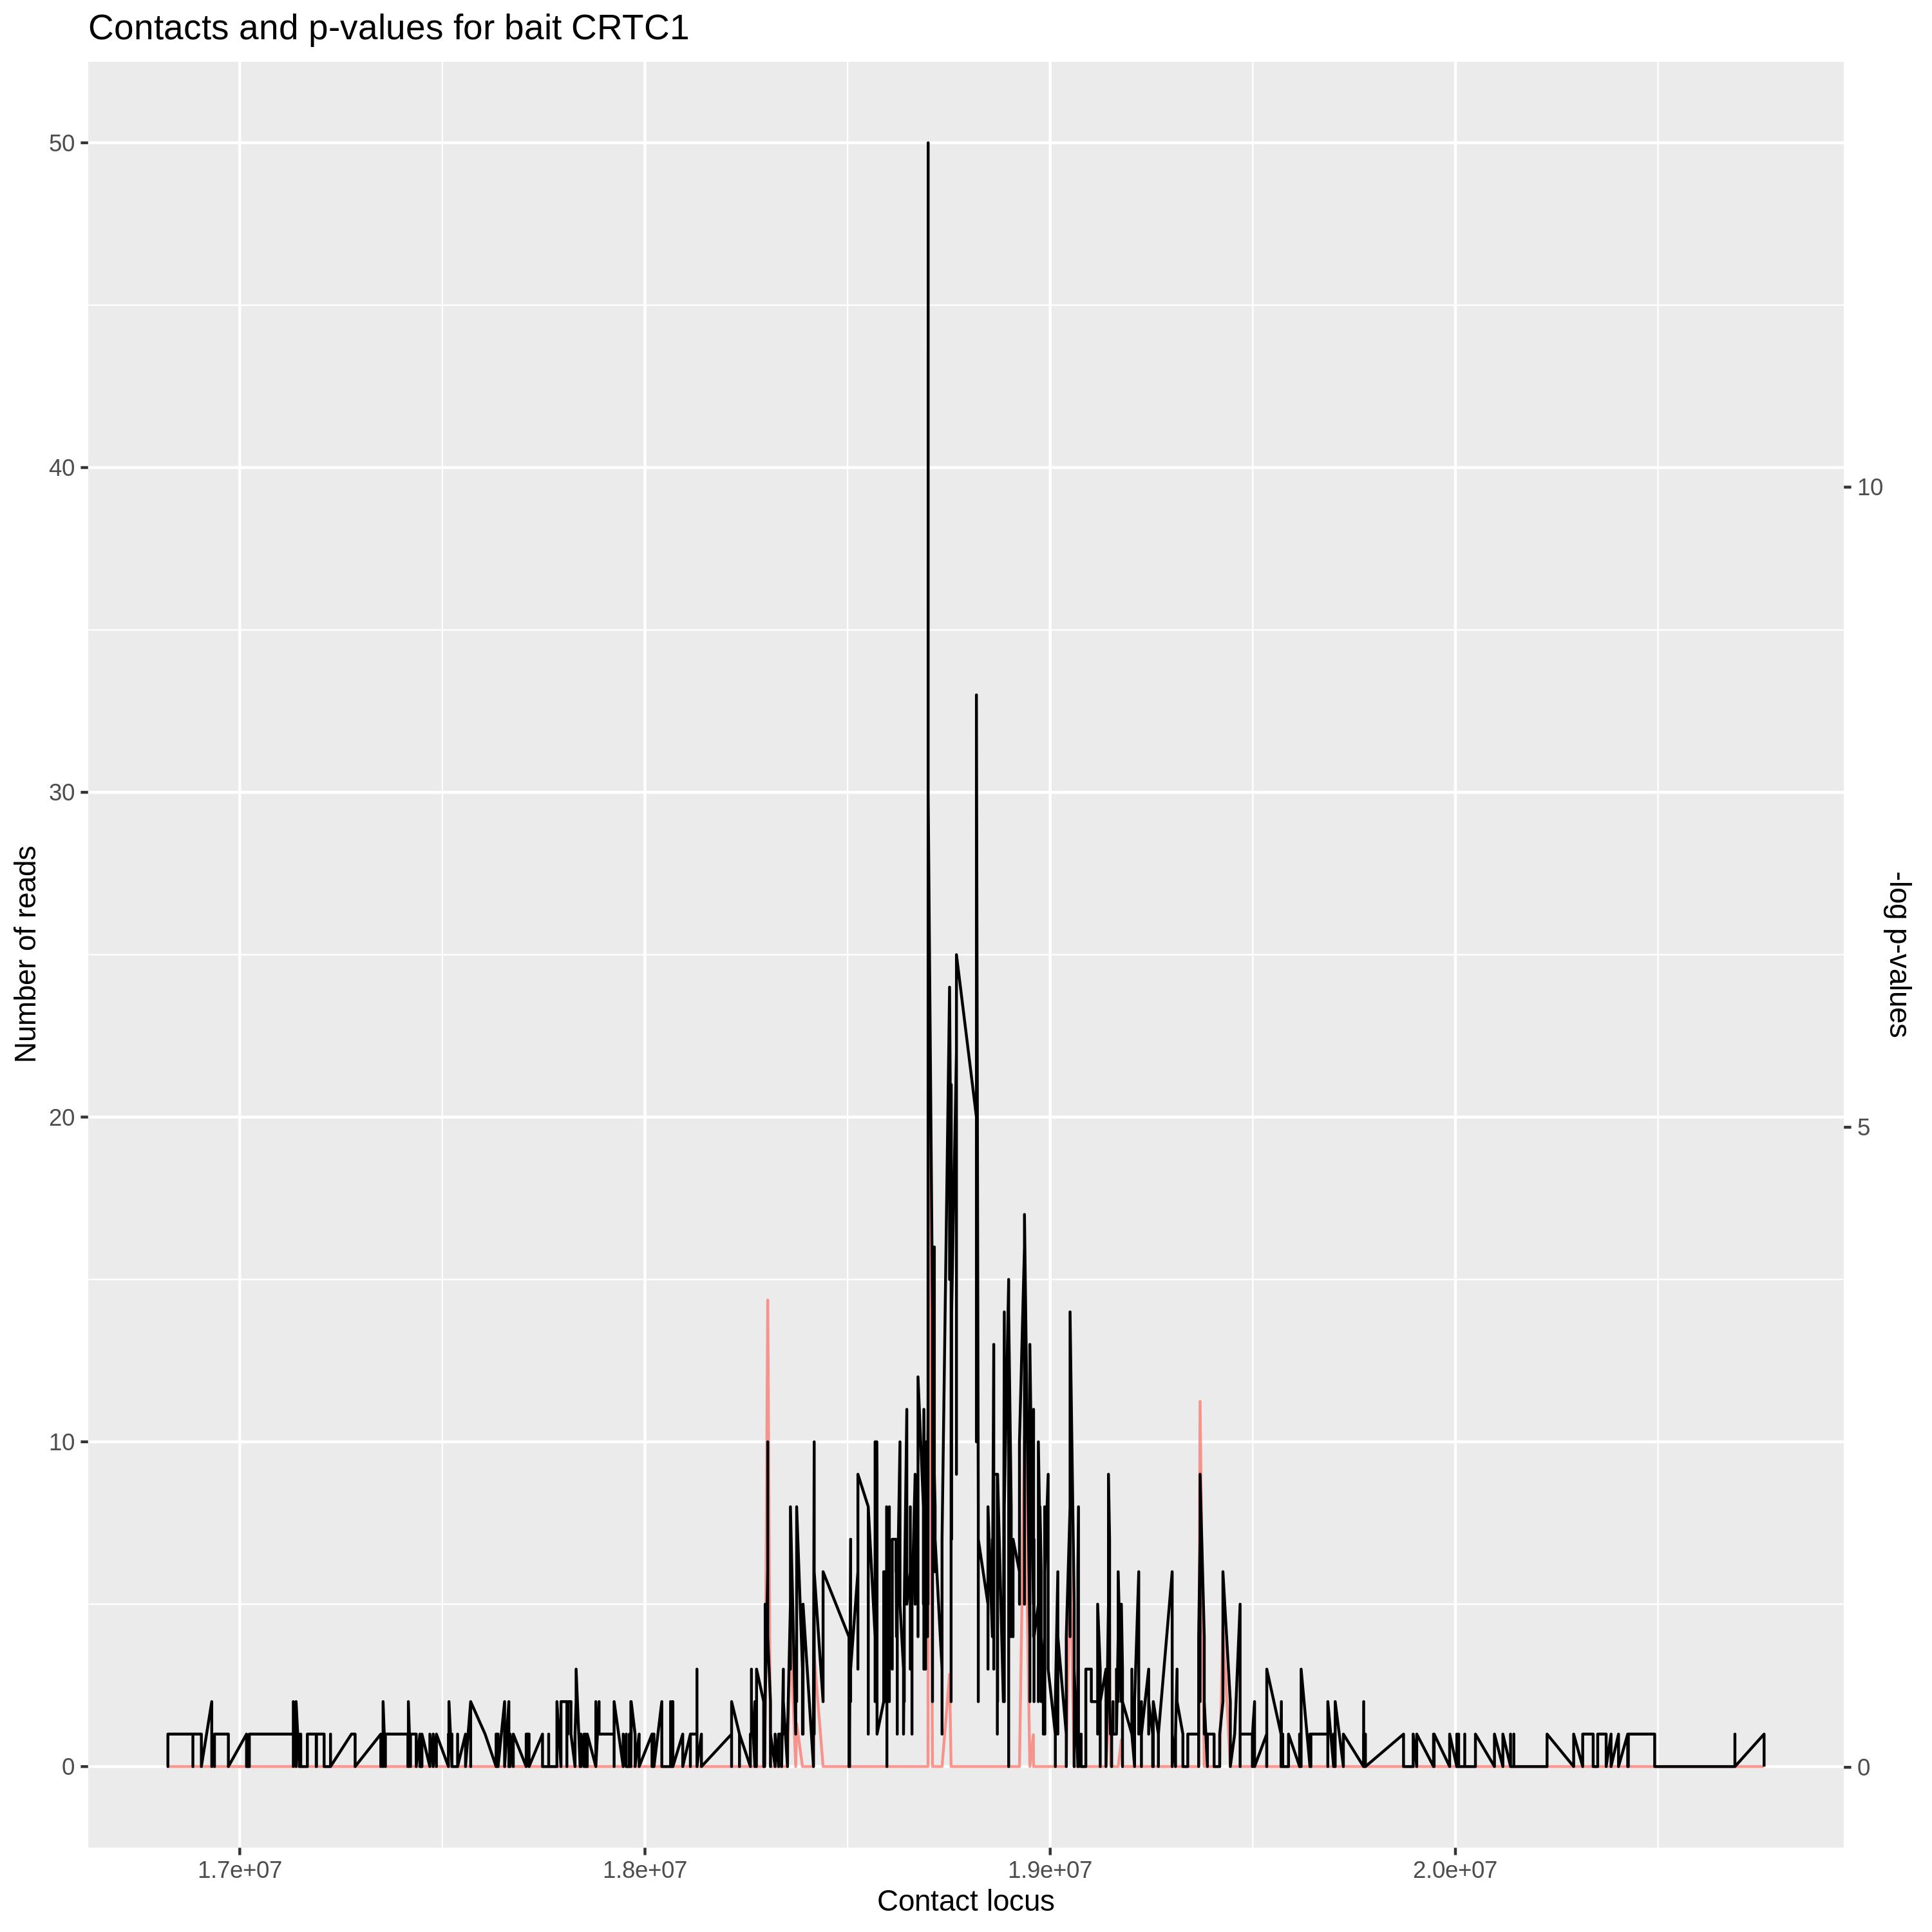 Contacts and p-values for bait CRTC1
50
40
30
20
10
0
Number of reads
10
5
0
-log p-values
1.7e+07
1.8e+07
1.9e+07
2.0e+07
Contact locus